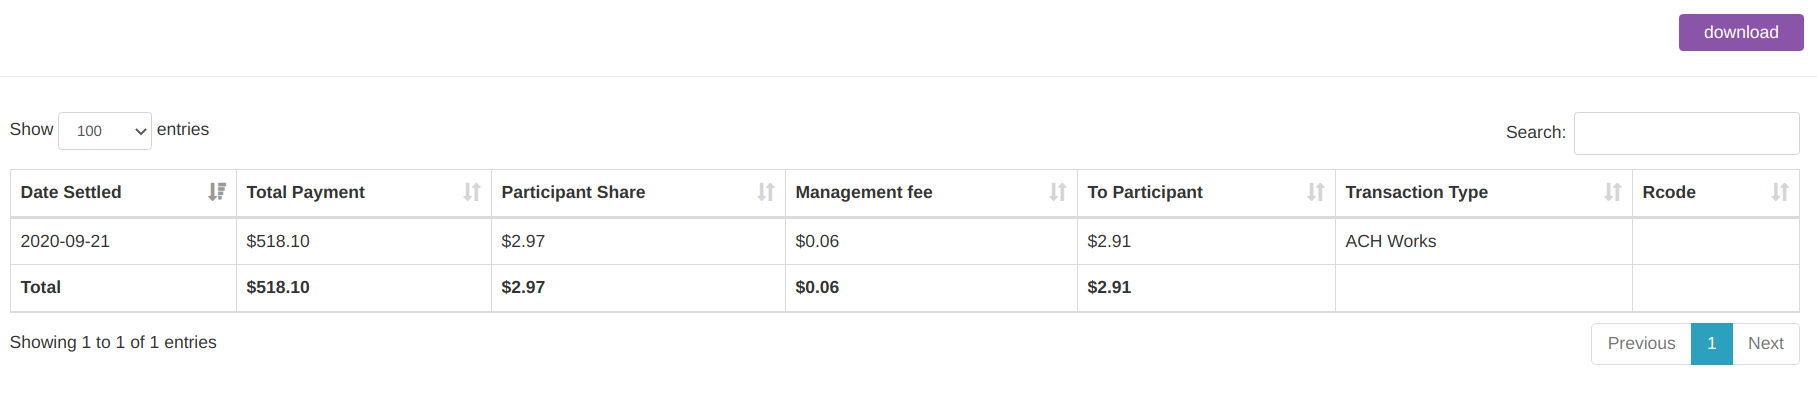 download
Show 100 entries
Search:
Date Settled Total Payment Participant Share Management fee To Participant Transaction Type Rcode
2020-09-21 $518.10 $2.97 $0.06 $2.91 ACH Works
Total $518.10 $2.97 $0.06 $2.91
Showing 1 to 1 of 1 entries
Previous 1 Next